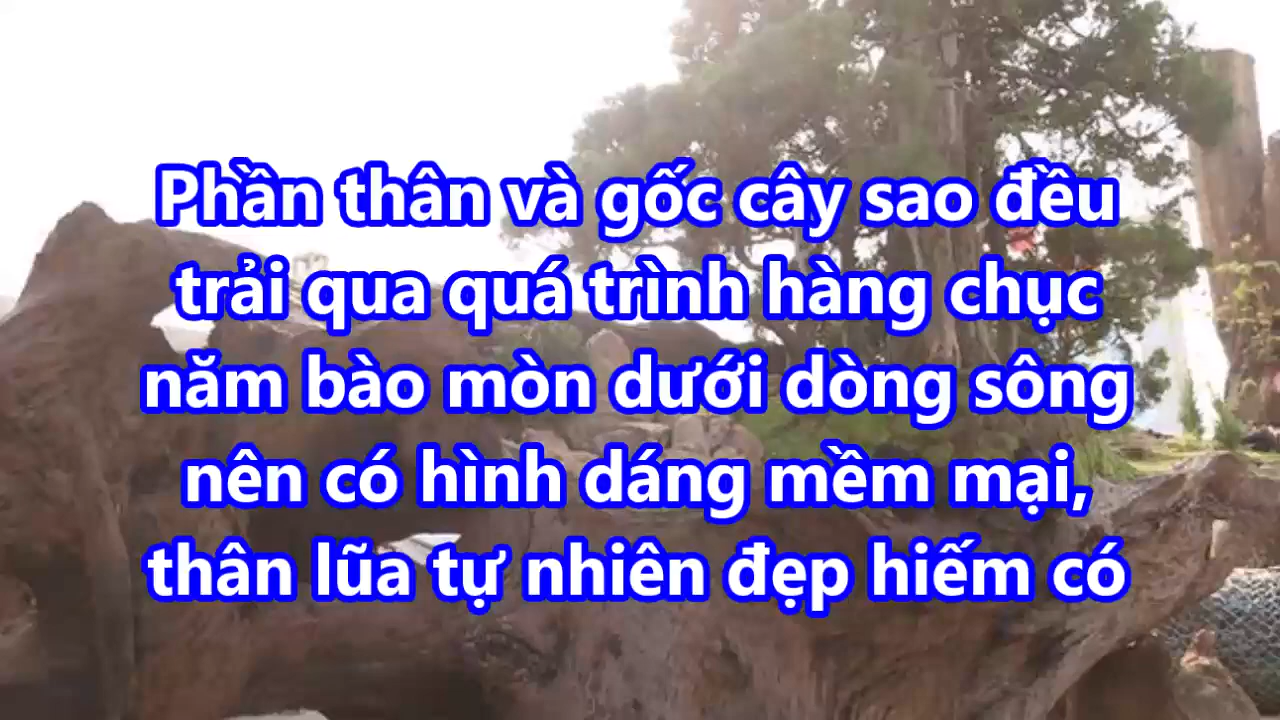 Phần thân và gốc cây sao đều
trải qua quá trình hàng chục
năm bào mòn dưới dòng sông
nên có hình dáng mềm mại,
thân lũa tự nhiên đẹp hiếm có